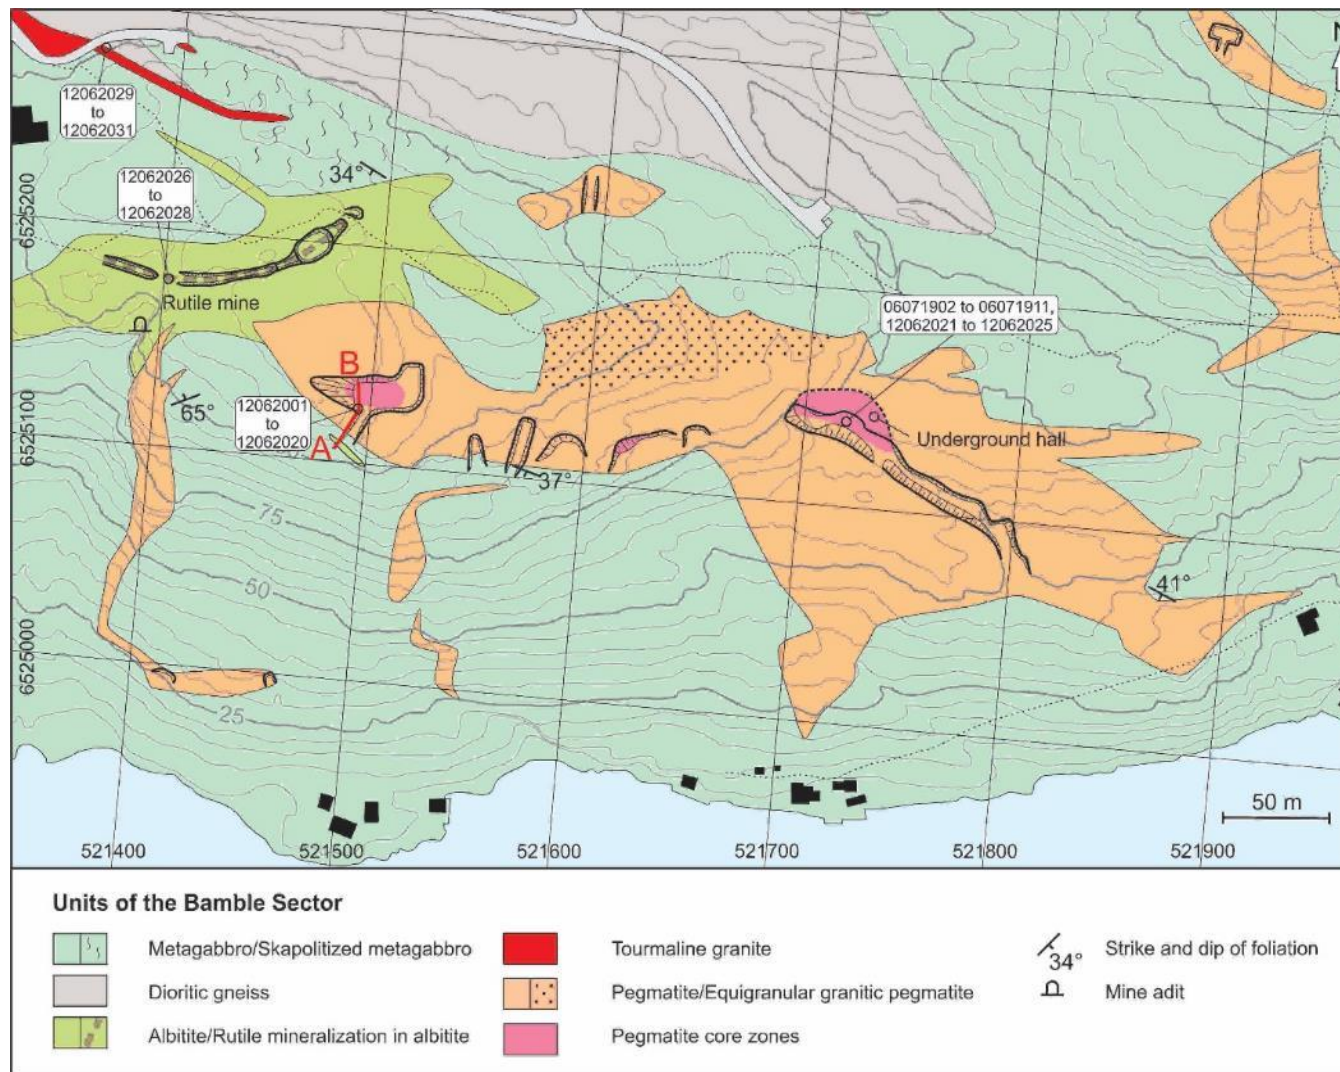 N
12062029
to
12062031
12062026
to
12062028
34°
6525200
Rutile mine
06071902 to 06071911,
12062021 to 12062025
B
65°
12062001
to
12062020
A
6525100
Underground hall
37°
75
50
41°
6525000
25
50 m
521400
521500
521600
521700
521800
521900
Units of the Bamble Sector
Metagabbro/Skapolitized metagabbro
Dioritic gneiss
Albitite/Rutile mineralization in albitite
Tourmaline granite
Pegmatite/Equigranular granitic pegmatite
Pegmatite core zones
34°
Strike and dip of foliation
Mine adit